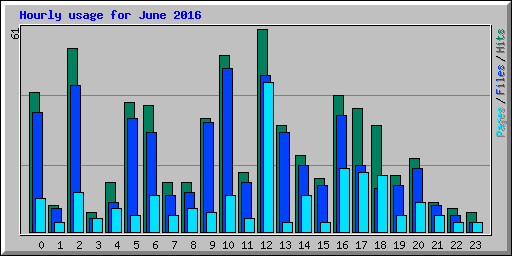 Hourly usage for June 2016
61
Pages/Files/Hits
0 1 2 3 4 5 6 7 8 9 10 11 12 13 14 15 16 17 18 19 20 21 22 23